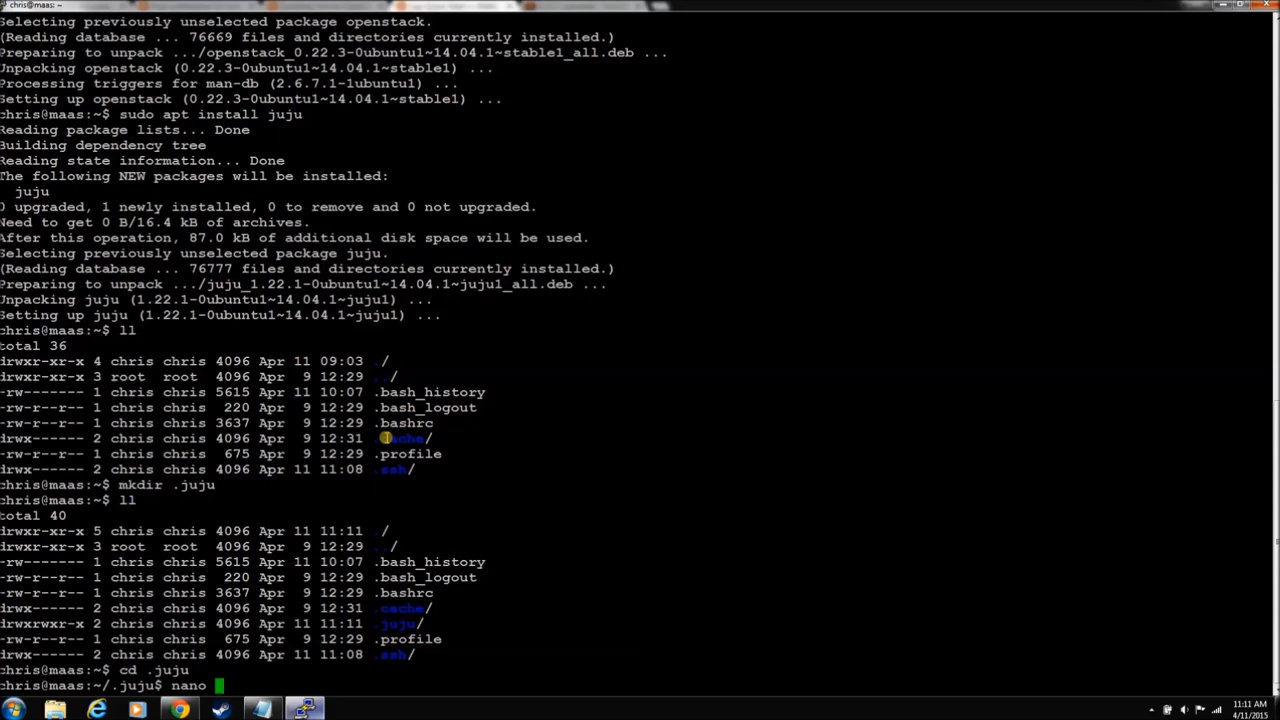 chris@maas: ~
Selecting previously unselected package openstack.
(Reading database ... 76669 files and directories currently installed.)
Preparing to unpack .../openstack_0.22.3-0ubuntu1~14.04.1~stable1_all.deb ...
Unpacking openstack (0.22.3-0ubuntu1~14.04.1~stable1) ...
Processing triggers for man-db (2.6.7.1-1ubuntu1) ...
Setting up openstack (0.22.3-0ubuntu1~14.04.1~stable1) ...
chris@maas:~$ sudo apt install juju
Reading package lists... Done
Building dependency tree
Reading state information... Done
The following NEW packages will be installed:
  juju
0 upgraded, 1 newly installed, 0 to remove and 0 not upgraded.
Need to get 0 B/16.4 kB of archives.
After this operation, 87.0 kB of additional disk space will be used.
Selecting previously unselected package juju.
(Reading database ... 76777 files and directories currently installed.)
Preparing to unpack .../juju_1.22.1-0ubuntu1~14.04.1~juju1_all.deb ...
Unpacking juju (1.22.1-0ubuntu1~14.04.1~juju1) ...
Setting up juju (1.22.1-0ubuntu1~14.04.1~juju1) ...
chris@maas:~$ ll
total 36
drwxr-xr-x 4 chris chris 4096 Apr 11 09:03 ./
drwxr-xr-x 3 root  root  4096 Apr  9 12:29 ../
-rw------- 1 chris chris 5615 Apr 11 10:07 .bash_history
-rw-r--r-- 1 chris chris  220 Apr  9 12:29 .bash_logout
-rw-r--r-- 1 chris chris 3637 Apr  9 12:29 .bashrc
drwx------ 2 chris chris 4096 Apr  9 12:31 .cache/
-rw-r--r-- 1 chris chris  675 Apr  9 12:29 .profile
drwx------ 2 chris chris 4096 Apr 11 11:08 .ssh/
chris@maas:~$ mkdir .juju
chris@maas:~$ ll
total 40
drwxr-xr-x 5 chris chris 4096 Apr 11 11:11 ./
drwxr-xr-x 3 root  root  4096 Apr  9 12:29 ../
-rw------- 1 chris chris 5615 Apr 11 10:07 .bash_history
-rw-r--r-- 1 chris chris  220 Apr  9 12:29 .bash_logout
-rw-r--r-- 1 chris chris 3637 Apr  9 12:29 .bashrc
drwx------ 2 chris chris 4096 Apr  9 12:31 .cache/
drwxrwxr-x 2 chris chris 4096 Apr 11 11:11 .juju/
-rw-r--r-- 1 chris chris  675 Apr  9 12:29 .profile
drwx------ 2 chris chris 4096 Apr 11 11:08 .ssh/
chris@maas:~$ cd .juju
chris@maas:~/.juju$ nano
11:11 AM
4/11/2015